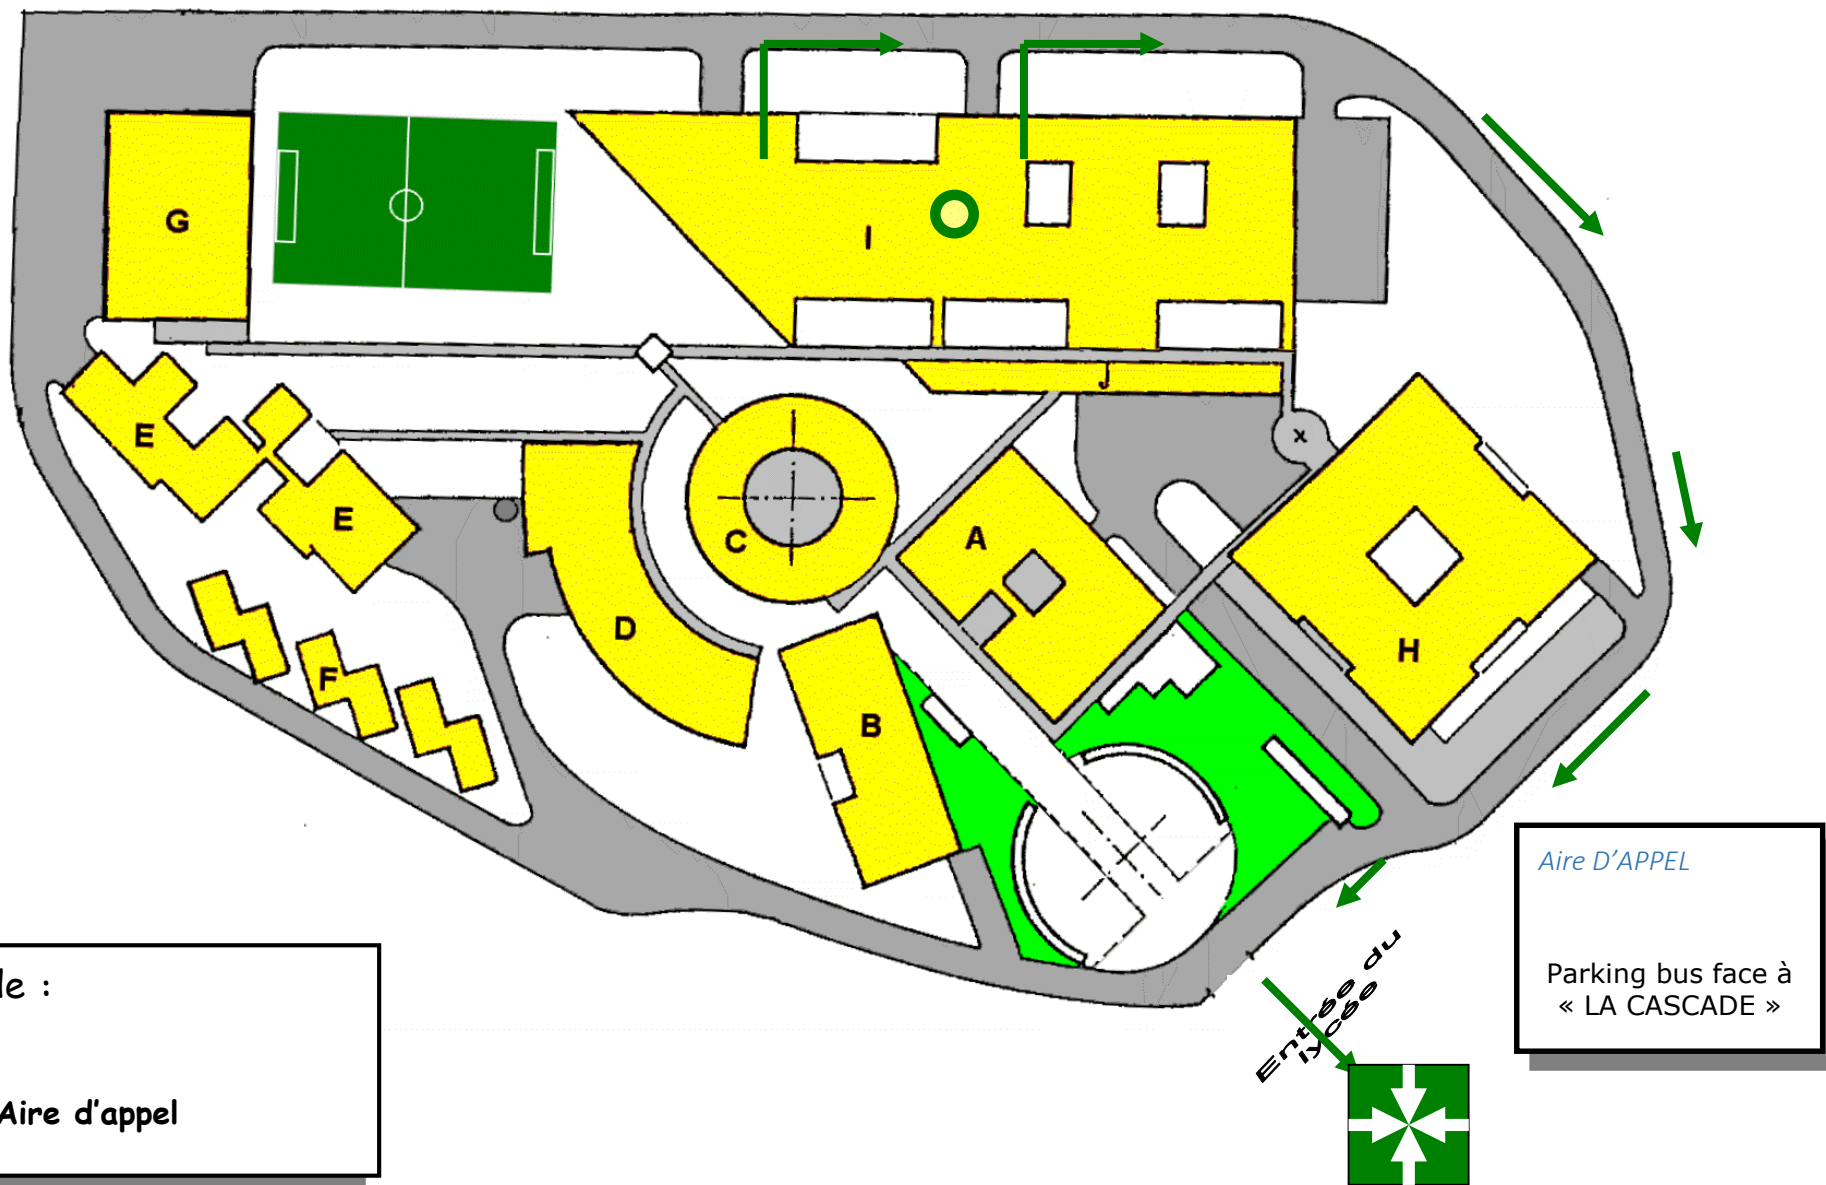 G
I
J
E
E
C
A
D
H
F
B
Aire D'APPEL
Parking bus face à
« LA CASCADE »
Entrée du
lycée
le :
Aire d'appel
x